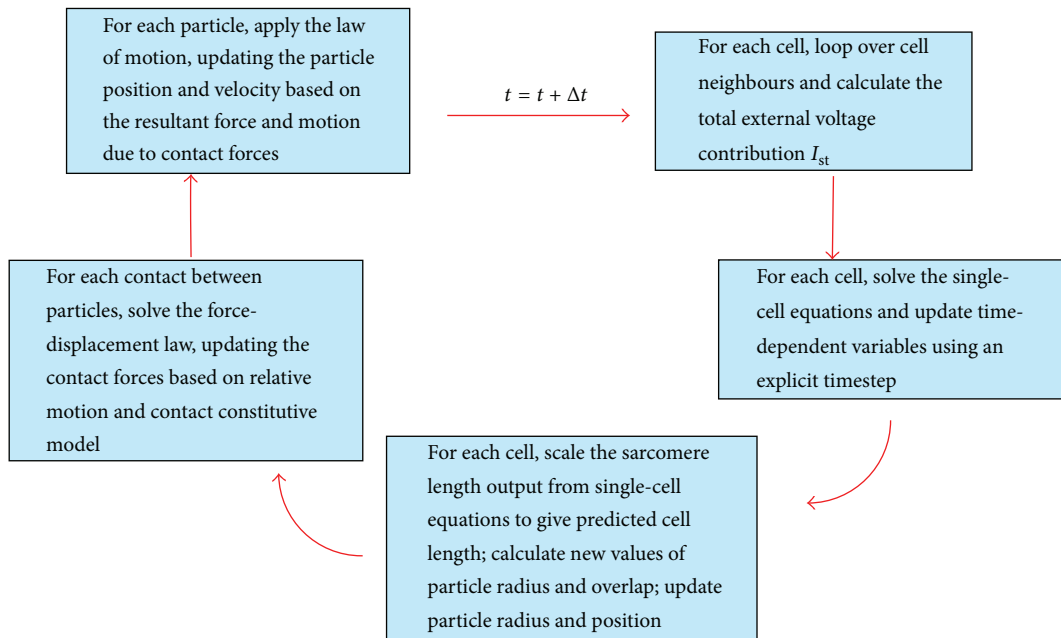 For each particle, apply the law
of motion, updating the particle
position and velocity based on
the resultant force and motion
due to contact forces
t = t + Δt
For each cell, loop over cell
neighbours and calculate the
total external voltage
contribution I_st
For each cell, solve the single-
cell equations and update time-
dependent variables using an
explicit timestep
For each cell, scale the sarcomere
length output from single-cell
equations to give predicted cell
length; calculate new values of
particle radius and overlap; update
particle radius and position
For each contact between
particles, solve the force-
displacement law, updating the
contact forces based on relative
motion and contact constitutive
model